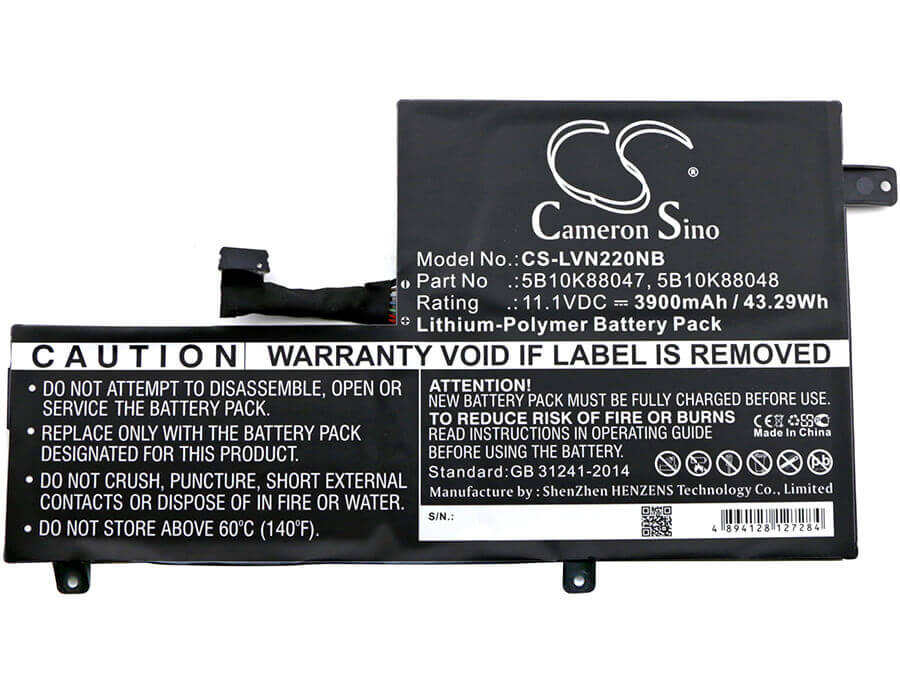 CS®
Cameron Sino
Model No.: CS-LVN220NB
Part No : 5B10K88047, 5B10K88048
Rating : 11.1VDC ⎓ 3900mAh / 43.29Wh
Lithium-Polymer Battery Pack
CAUTION
WARRANTY VOID IF LABEL IS REMOVED
• DO NOT ATTEMPT TO DISASSEMBLE, OPEN OR
SERVICE THE BATTERY PACK.
• REPLACE ONLY WITH THE BATTERY PACK
DESIGNATED FOR THIS PRODUCT.
• DO NOT CRUSH, PUNCTURE, SHORT EXTERNAL
CONTACTS OR DISPOSE OF IN FIRE OR WATER.
• DO NOT STORE ABOVE 60°C (140°F).
ATTENTION!
NEW BATTERY PACK MUST BE FULLY CHARGED BEFORE USE.
TO REDUCE RISK OF FIRE OR BURNS
READ INSTRUCTIONS IN OPERATING GUIDE
BEFORE USING THE BATTERY PACK.
Standard: GB 31241-2014
CE
Made In China
Pb
Manufactured by : ShenZhen HENZENS Technology Co., Limited
S/N.:
4 894128 127284